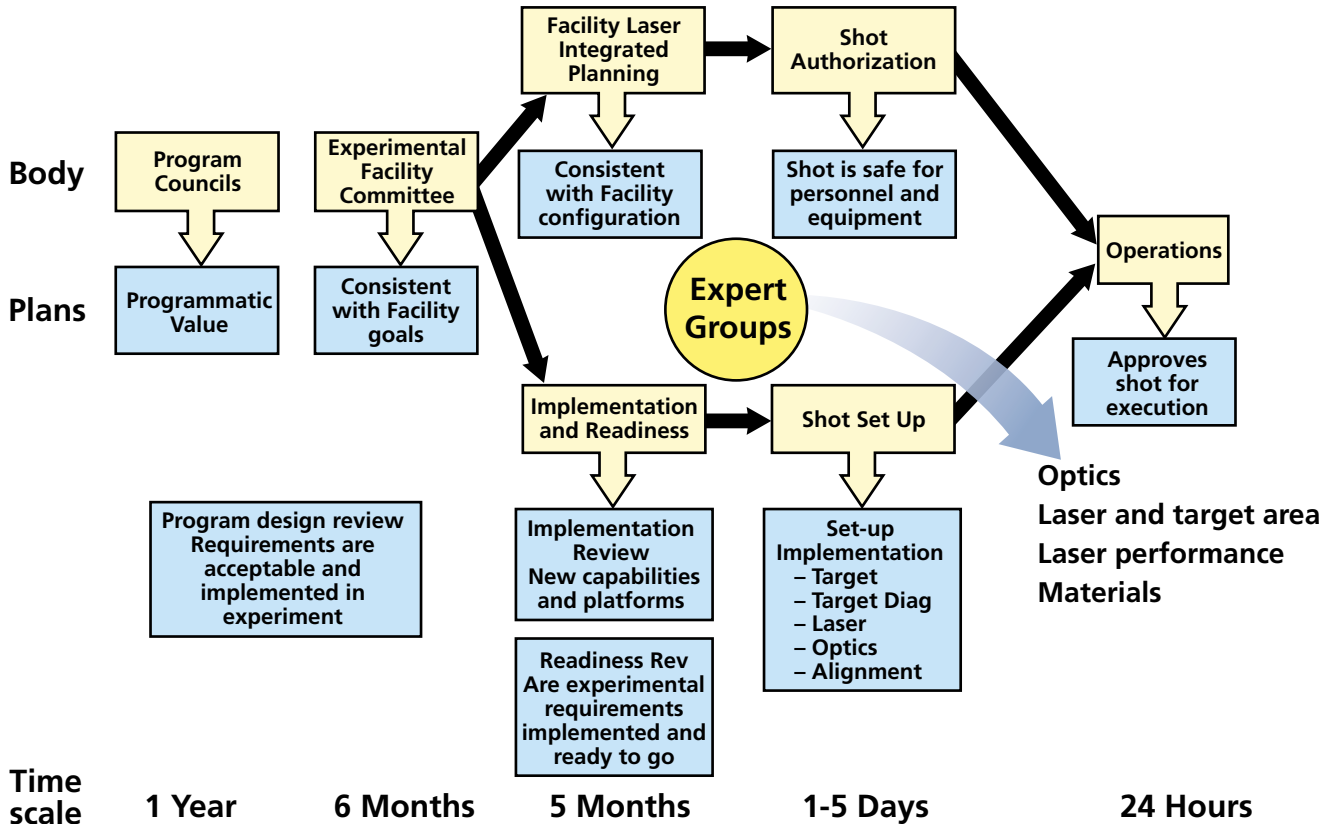 Body
Plans
Time
scale
Program
Councils
Programmatic
Value
Experimental
Facility
Committee
Consistent
with Facility
goals
Program design review
Requirements are
acceptable and
implemented in
experiment
Facility Laser
Integrated
Planning
Consistent
with Facility
configuration
Shot
Authorization
Shot is safe for
personnel and
equipment
Expert
Groups
Implementation
and Readiness
Implementation
Review
New capabilities
and platforms
Readiness Rev
Are experimental
requirements
implemented and
ready to go
Shot Set Up
Set-up
Implementation
– Target
– Target Diag
– Laser
– Optics
– Alignment
Operations
Approves
shot for
execution
Optics
Laser and target area
Laser performance
Materials
1 Year
6 Months
5 Months
1-5 Days
24 Hours